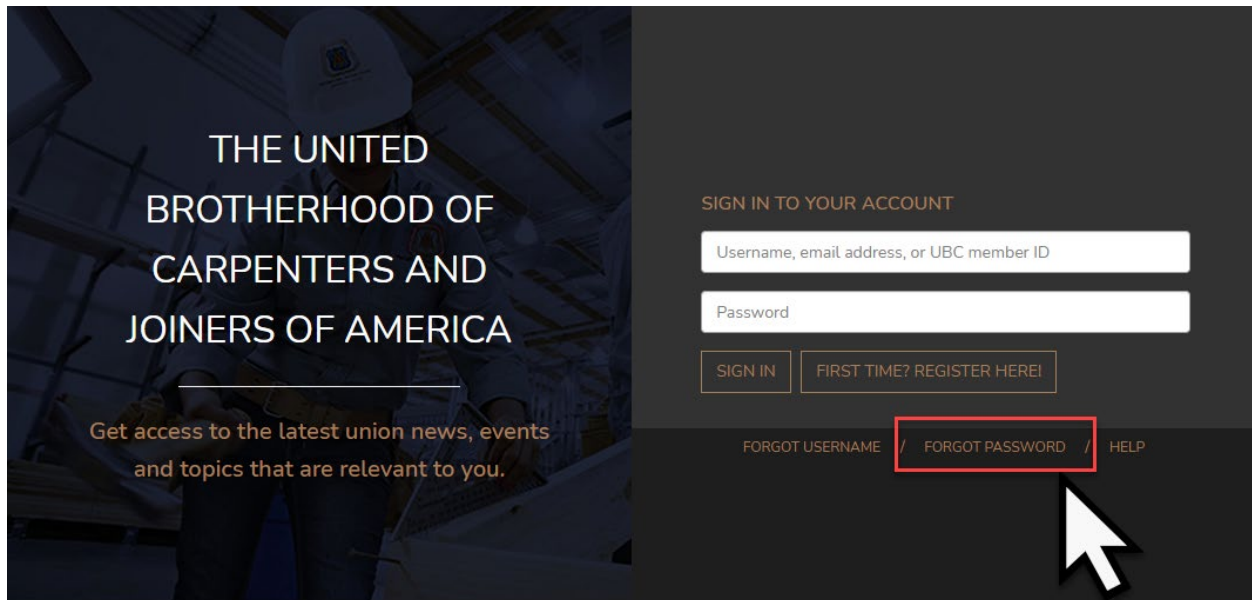 THE UNITED
BROTHERHOOD OF
CARPENTERS AND
JOINERS OF AMERICA
Get access to the latest union news, events
and topics that are relevant to you.
SIGN IN TO YOUR ACCOUNT
Username, email address, or UBC member ID
Password
SIGN IN FIRST TIME? REGISTER HERE!
FORGOT USERNAME / FORGOT PASSWORD / HELP